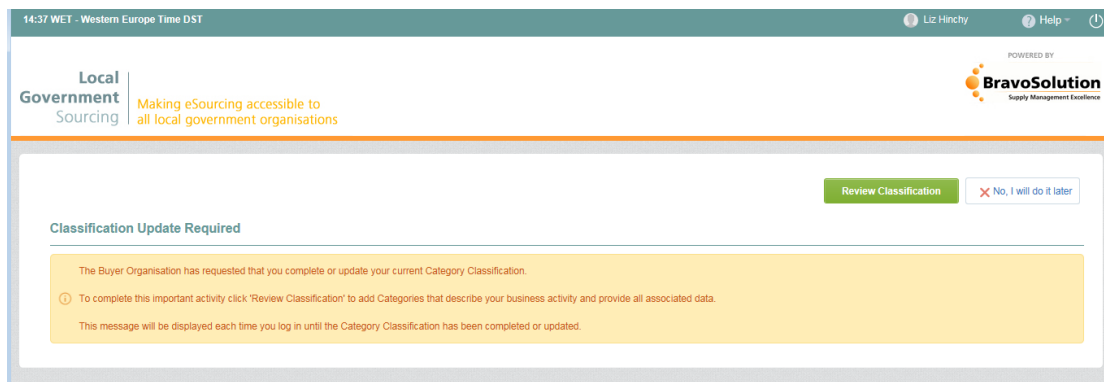 14:37 WET - Western Europe Time DST
Liz Hinchy
Help
Local
Government
Sourcing
Making eSourcing accessible to
all local government organisations
POWERED BY
BravoSolution
Supply Management Excellence
Review Classification
No, I will do it later
Classification Update Required
The Buyer Organisation has requested that you complete or update your current Category Classification.
To complete this important activity click 'Review Classification' to add Categories that describe your business activity and provide all associated data.
This message will be displayed each time you log in until the Category Classification has been completed or updated.